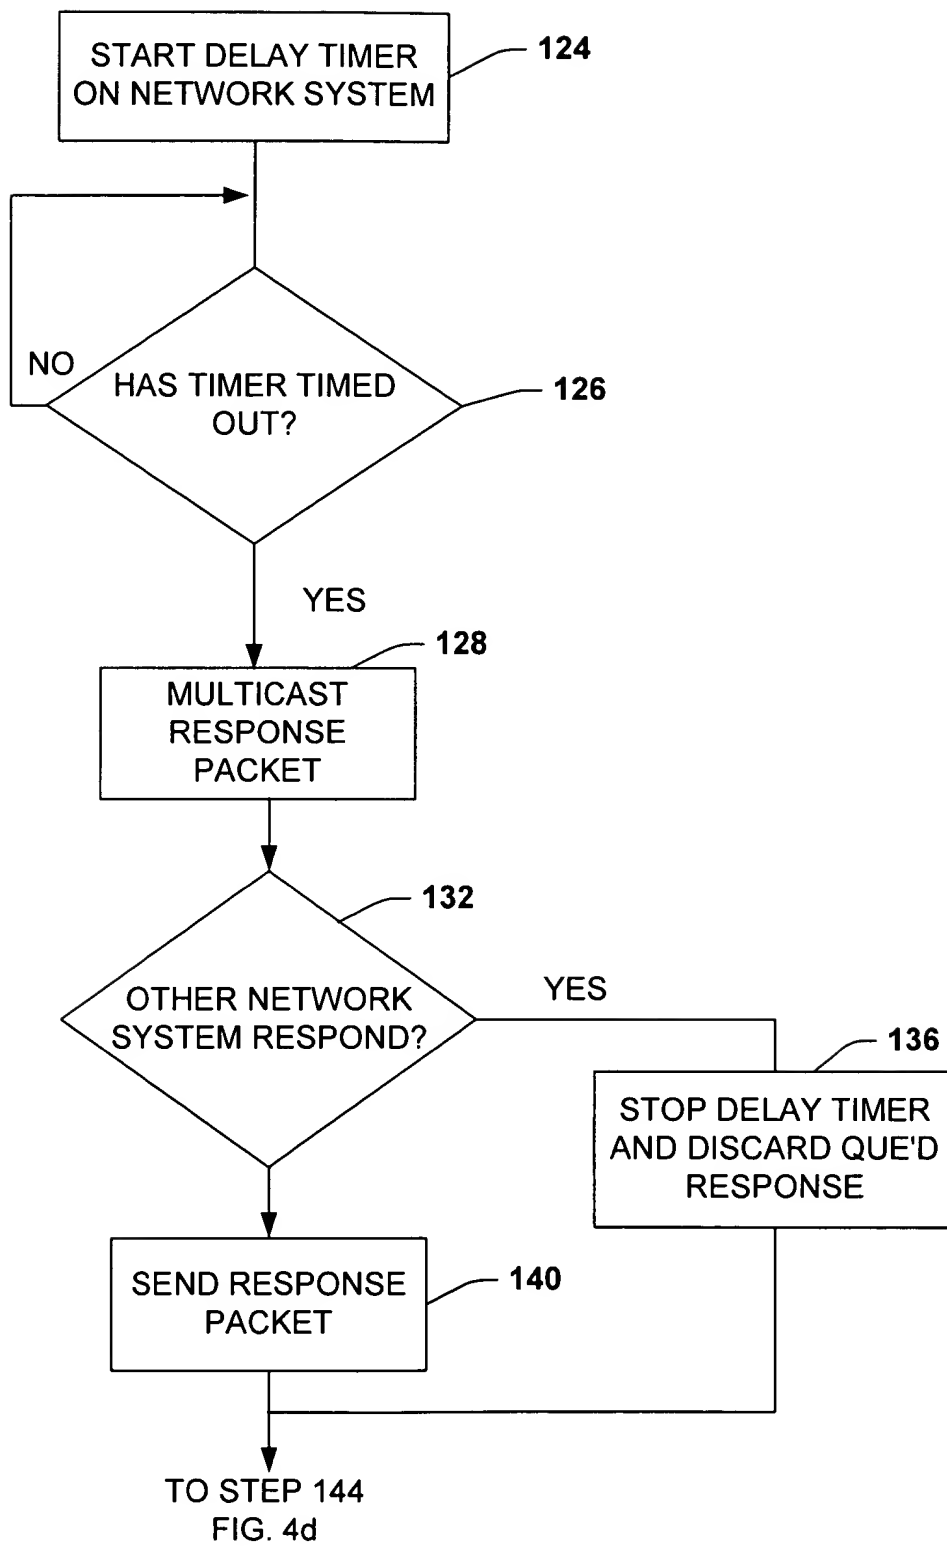 START DELAY TIMER
ON NETWORK SYSTEM
124
NO
HAS TIMER TIMED
OUT?
126
YES
128
MULTICAST
RESPONSE
PACKET
132
OTHER NETWORK
SYSTEM RESPOND?
YES
136
STOP DELAY TIMER
AND DISCARD QUE'D
RESPONSE
SEND RESPONSE
PACKET
140
TO STEP 144
FIG. 4d